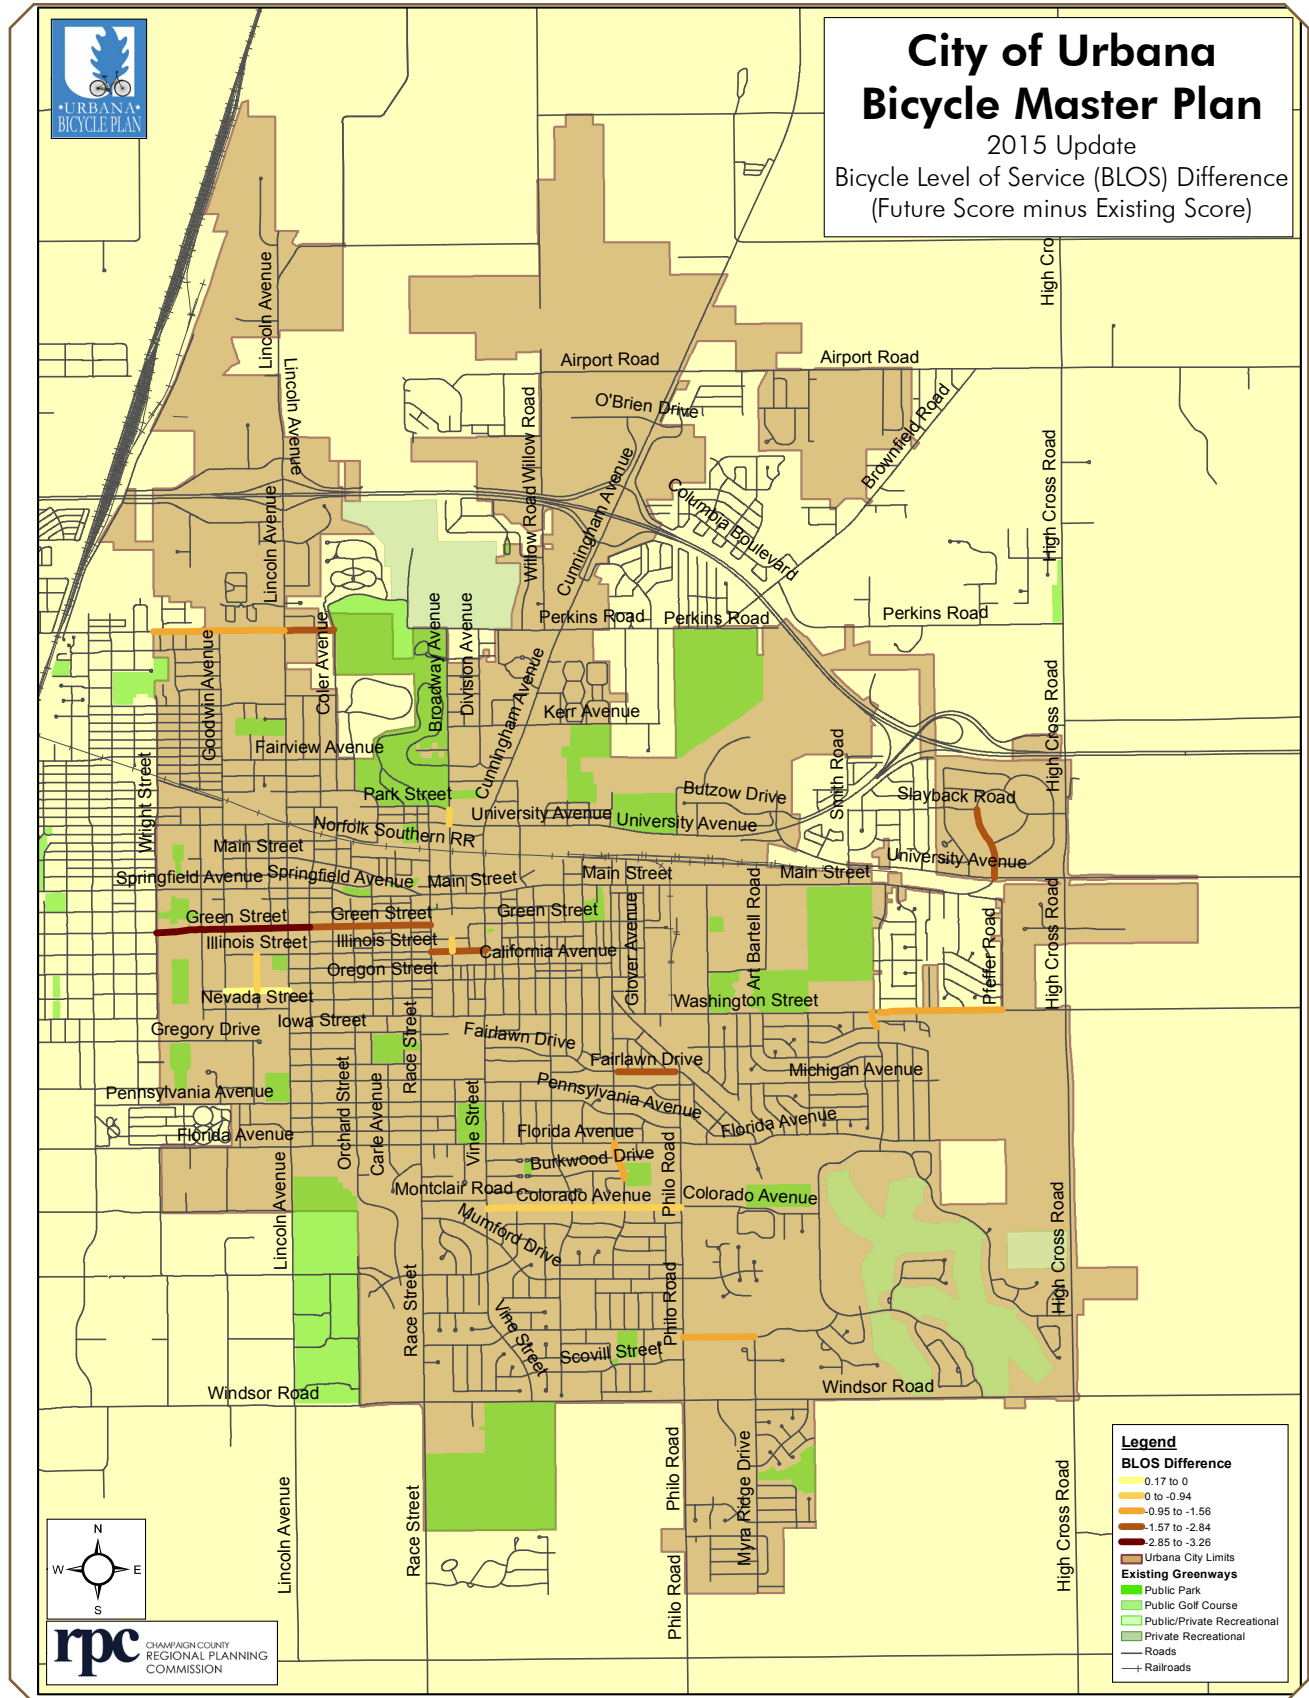 City of Urbana
Bicycle Master Plan
2015 Update
Bicycle Level of Service (BLOS) Difference
(Future Score minus Existing Score)
URBANA
BICYCLE PLAN
High Cro
Lincoln Avenue
Lincoln Avenue
Airport Road
Airport Road
O'Brien Drive
Willow Road
Willow Road
Brownfield Road
Cunningham Avenue
Columbia Boulevard
High Cross Road
Lincoln Avenue
Perkins Road
Perkins Road
Perkins Road
Coler Avenue
Goodwin Avenue
Broadway Avenue
Division Avenue
Cunningham Avenue
Kerr Avenue
High Cross Road
Fairview Avenue
Smith Road
Wright Street
Park Street
Butzow Drive
Slayback Road
University Avenue
University Avenue
Norfolk Southern RR
Main Street
University Avenue
Springfield Avenue
Springfield Avenue
Main Street
Main Street
Main Street
Green Street
Green Street
Green Street
Glover Avenue
Art Bartell Road
Pfeffer Road
High Cross Road
Illinois Street
Illinois Street
California Avenue
Oregon Street
Nevada Street
Washington Street
Iowa Street
Gregory Drive
Race Street
Fairlawn Drive
Fairlawn Drive
Michigan Avenue
Pennsylvania Avenue
Pennsylvania Avenue
Orchard Street
Carle Avenue
Vine Street
Florida Avenue
Florida Avenue
Florida Avenue
Burkwood Drive
Philo Road
Montclair Road
Colorado Avenue
Colorado Avenue
Lincoln Avenue
Mumford Drive
High Cross Road
Race Street
Philo Road
Vine Street
Scovill Street
Windsor Road
Windsor Road
Lincoln Avenue
Race Street
Philo Road
Myra Ridge Drive
High Cross Road
Philo Road
Legend
BLOS Difference
0.17 to 0
0 to -0.94
-0.95 to -1.56
-1.57 to -2.84
-2.85 to -3.26
Urbana City Limits
Existing Greenways
Public Park
Public Golf Course
Public/Private Recreational
Private Recreational
Roads
Railroads
N
W E
S
rpc
CHAMPAIGN COUNTY
REGIONAL PLANNING
COMMISSION